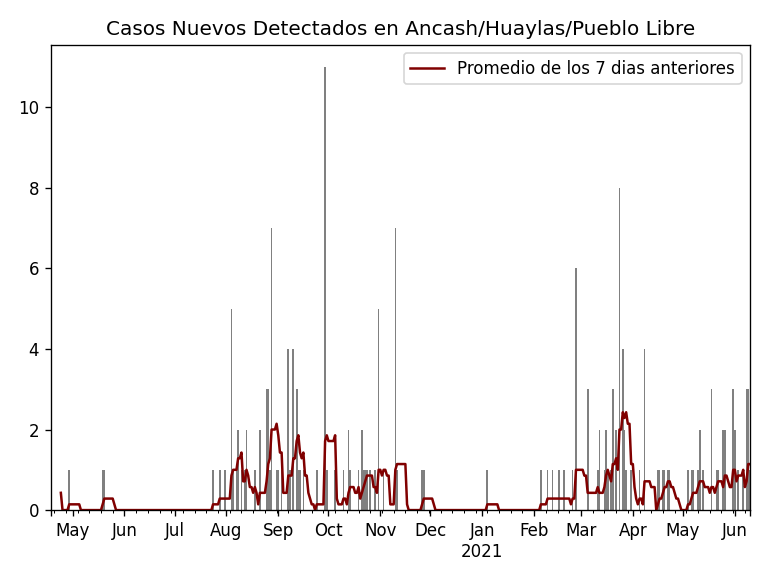 Casos Nuevos Detectados en Ancash/Huaylas/Pueblo Libre
Promedio de los 7 dias anteriores
10
8
6
4
2
0
May Jun Jul Aug Sep Oct Nov Dec Jan Feb Mar Apr May Jun
2021